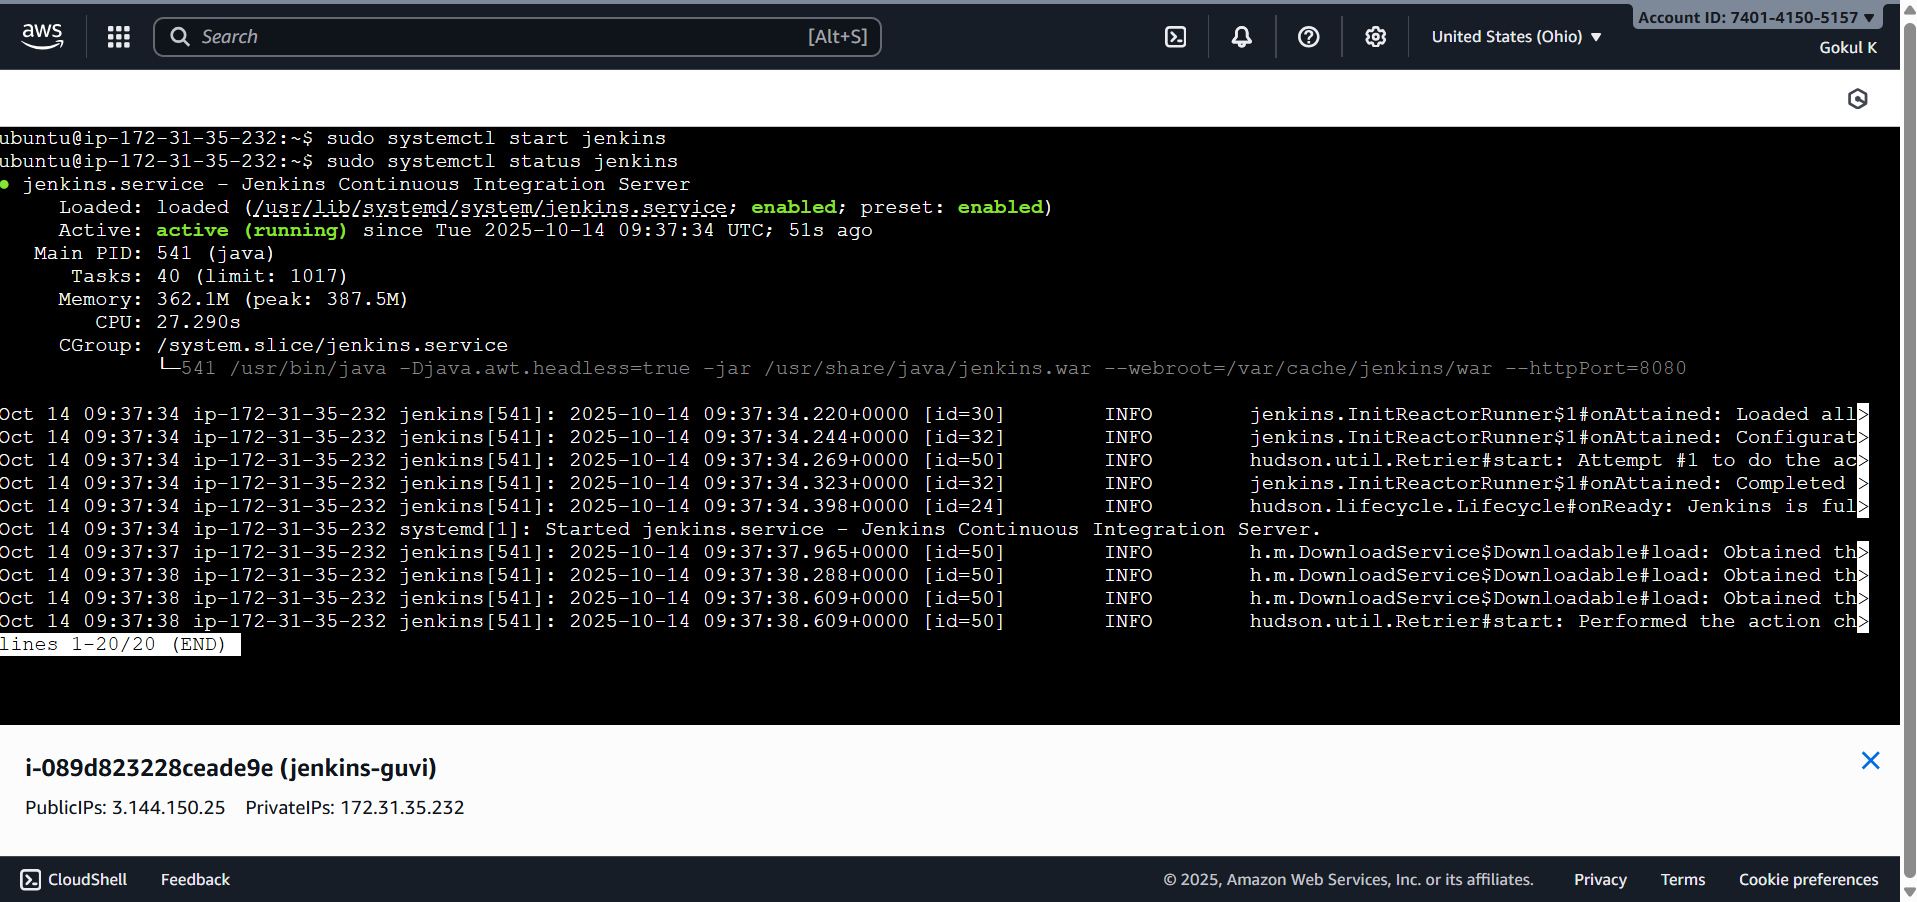 aws
Search [Alt+S]
United States (Ohio) ▼
Account ID: 7401-4150-5157 ▼
Gokul K
ubuntu@ip-172-31-35-232:~$ sudo systemctl start jenkins
ubuntu@ip-172-31-35-232:~$ sudo systemctl status jenkins
● jenkins.service - Jenkins Continuous Integration Server
Loaded: loaded (/usr/lib/systemd/system/jenkins.service; enabled; preset: enabled)
Active: active (running) since Tue 2025-10-14 09:37:34 UTC; 51s ago
Main PID: 541 (java)
Tasks: 40 (limit: 1017)
Memory: 362.1M (peak: 387.5M)
CPU: 27.290s
CGroup: /system.slice/jenkins.service
└─541 /usr/bin/java -Djava.awt.headless=true -jar /usr/share/java/jenkins.war --webroot=/var/cache/jenkins/war --httpPort=8080
Oct 14 09:37:34 ip-172-31-35-232 jenkins[541]: 2025-10-14 09:37:34.220+0000 [id=30] INFO jenkins.InitReactorRunner$1#onAttained: Loaded all>
Oct 14 09:37:34 ip-172-31-35-232 jenkins[541]: 2025-10-14 09:37:34.244+0000 [id=32] INFO jenkins.InitReactorRunner$1#onAttained: Configurat>
Oct 14 09:37:34 ip-172-31-35-232 jenkins[541]: 2025-10-14 09:37:34.269+0000 [id=50] INFO hudson.util.Retrier#start: Attempt #1 to do the ac>
Oct 14 09:37:34 ip-172-31-35-232 jenkins[541]: 2025-10-14 09:37:34.323+0000 [id=32] INFO jenkins.InitReactorRunner$1#onAttained: Completed >
Oct 14 09:37:34 ip-172-31-35-232 jenkins[541]: 2025-10-14 09:37:34.398+0000 [id=24] INFO hudson.lifecycle.Lifecycle#onReady: Jenkins is ful>
Oct 14 09:37:34 ip-172-31-35-232 systemd[1]: Started jenkins.service - Jenkins Continuous Integration Server.
Oct 14 09:37:37 ip-172-31-35-232 jenkins[541]: 2025-10-14 09:37:37.965+0000 [id=50] INFO h.m.DownloadService$Downloadable#load: Obtained th>
Oct 14 09:37:38 ip-172-31-35-232 jenkins[541]: 2025-10-14 09:37:38.288+0000 [id=50] INFO h.m.DownloadService$Downloadable#load: Obtained th>
Oct 14 09:37:38 ip-172-31-35-232 jenkins[541]: 2025-10-14 09:37:38.609+0000 [id=50] INFO h.m.DownloadService$Downloadable#load: Obtained th>
Oct 14 09:37:38 ip-172-31-35-232 jenkins[541]: 2025-10-14 09:37:38.609+0000 [id=50] INFO hudson.util.Retrier#start: Performed the action ch>
lines 1-20/20 (END)
i-089d823228ceade9e (jenkins-guvi)
PublicIPs: 3.144.150.25 PrivateIPs: 172.31.35.232
CloudShell Feedback © 2025, Amazon Web Services, Inc. or its affiliates. Privacy Terms Cookie preferences